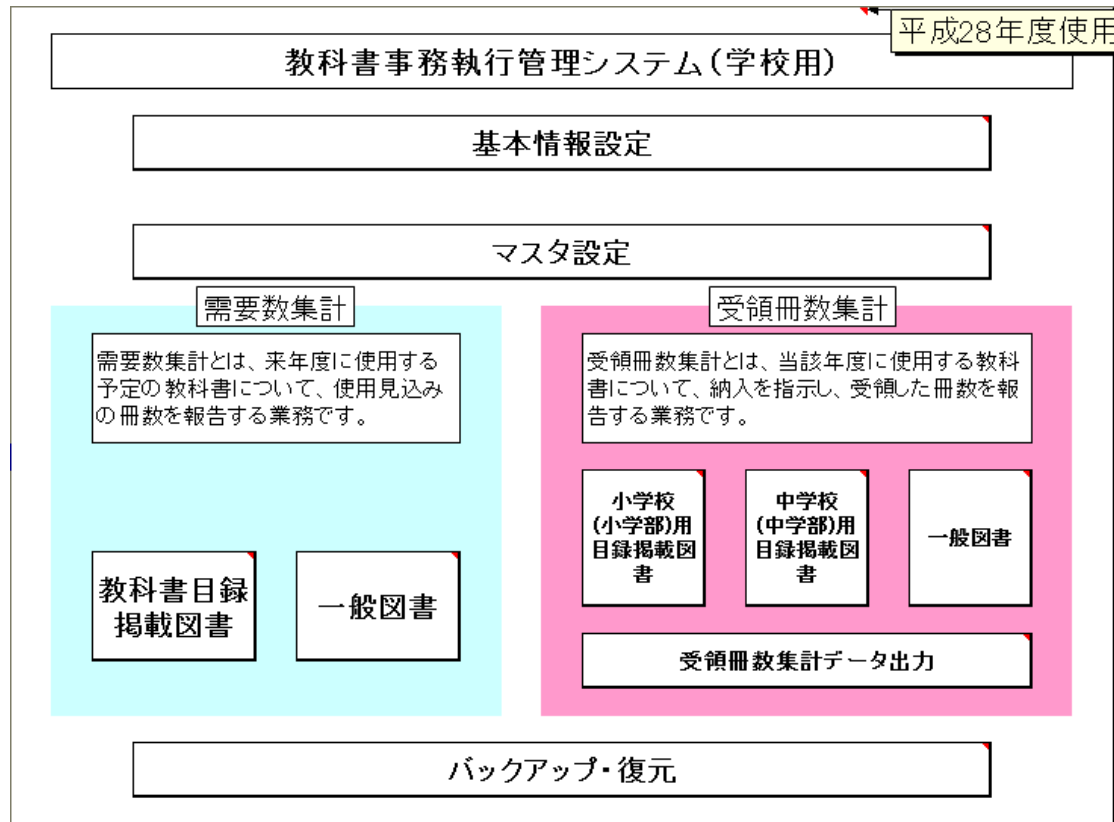 平成28年度使用
教科書事務執行管理システム(学校用)
基本情報設定
マスタ設定
需要数集計
需要数集計とは、来年度に使用する
予定の教科書について、使用見込み
の冊数を報告する業務です。
教科書目録
掲載図書
一般図書
受領冊数集計
受領冊数集計とは、当該年度に使用する教科
書について、納入を指示し、受領した冊数を報
告する業務です。
小学校
(小学部)用
目録掲載図
書
中学校
(中学部)用
目録掲載図
書
一般図書
受領冊数集計データ出力
バックアップ・復元